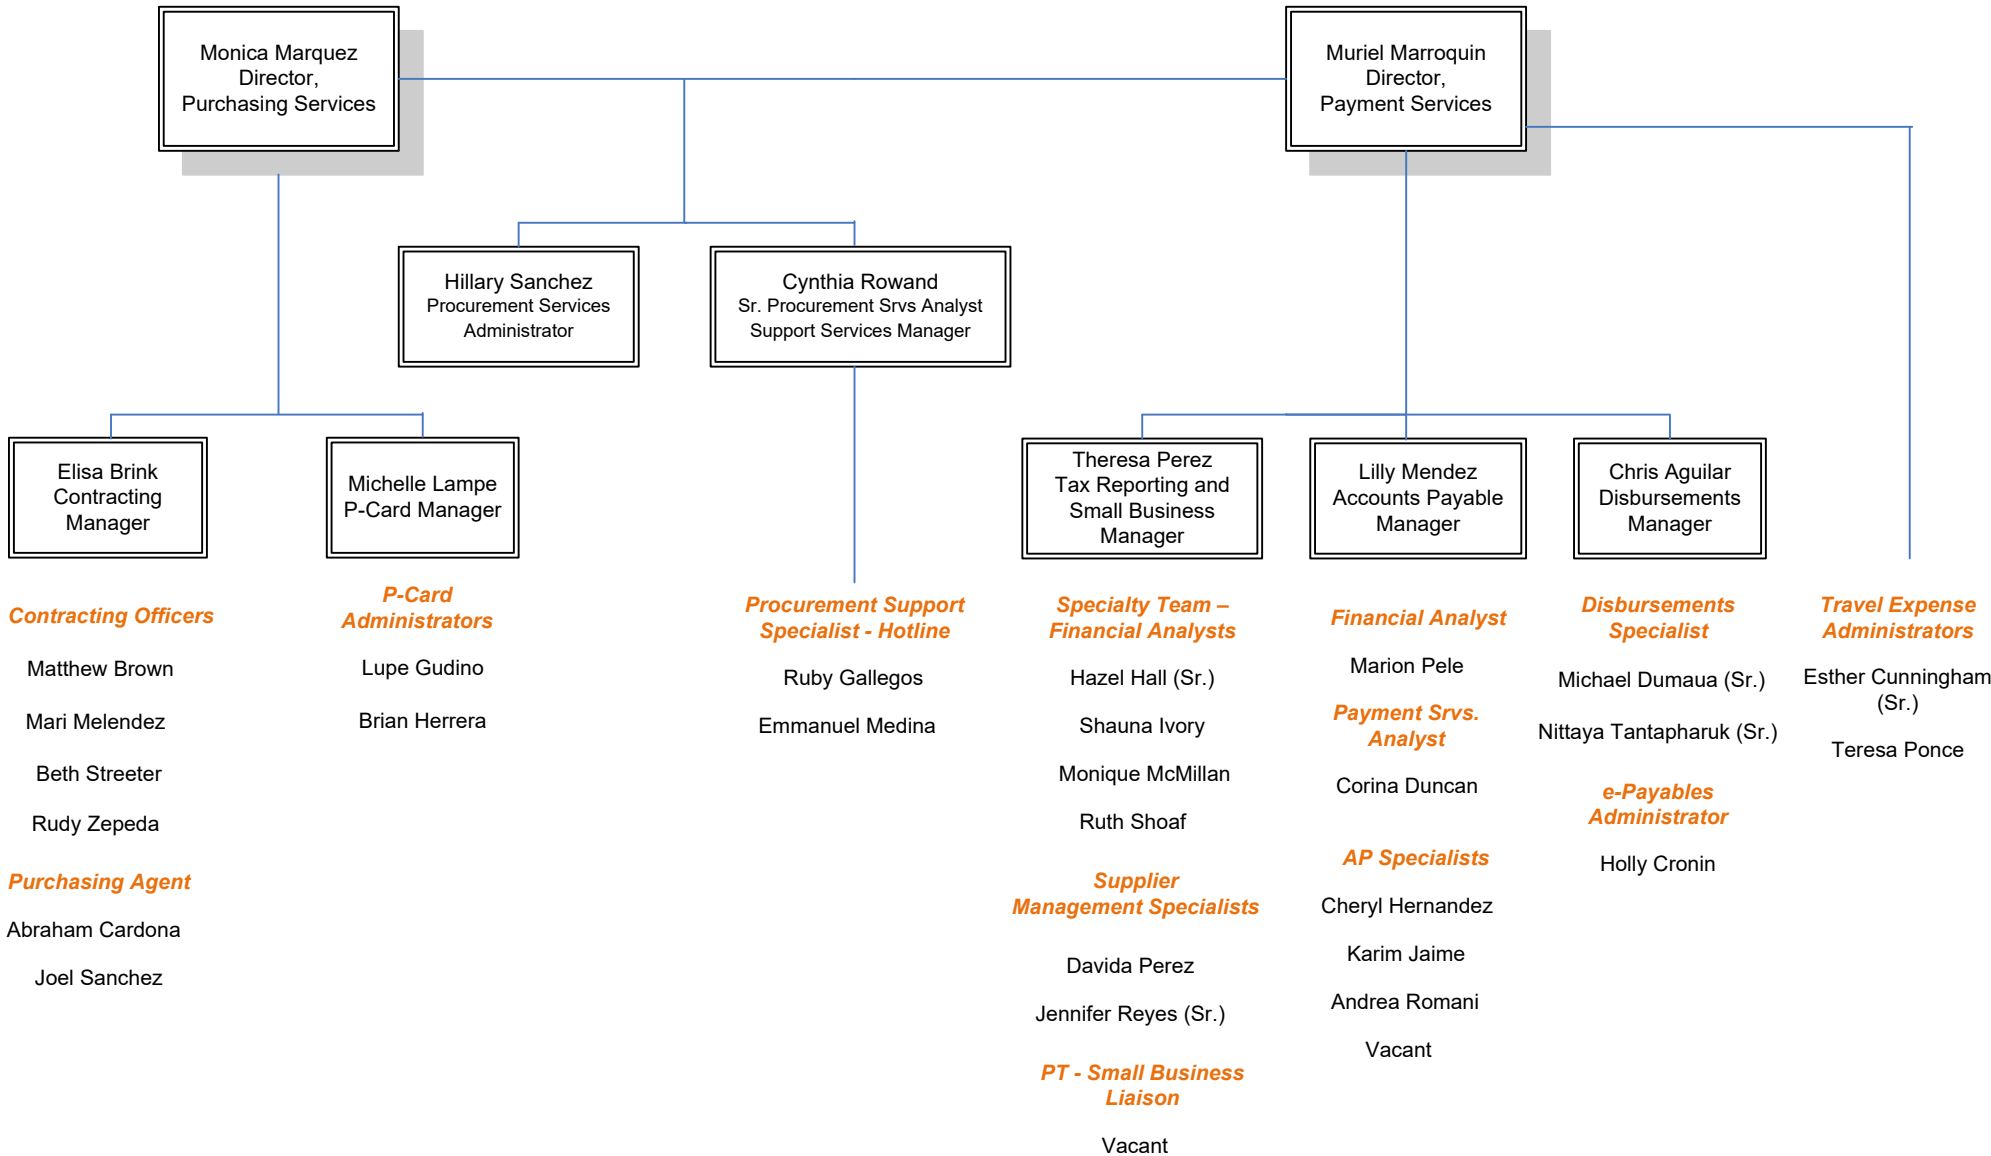 Monica Marquez
Director,
Purchasing Services
Muriel Marroquin
Director,
Payment Services
Hillary Sanchez
Procurement Services
Administrator
Cynthia Rowand
Sr. Procurement Srvs Analyst
Support Services Manager
Elisa Brink
Contracting
Manager
Michelle Lampe
P-Card Manager
Theresa Perez
Tax Reporting and
Small Business
Manager
Lilly Mendez
Accounts Payable
Manager
Chris Aguilar
Disbursements
Manager
Contracting Officers
Matthew Brown
Mari Melendez
Beth Streeter
Rudy Zepeda
Purchasing Agent
Abraham Cardona
Joel Sanchez
P-Card
Administrators
Lupe Gudino
Brian Herrera
Procurement Support
Specialist - Hotline
Ruby Gallegos
Emmanuel Medina
Specialty Team –
Financial Analysts
Hazel Hall (Sr.)
Shauna Ivory
Monique McMillan
Ruth Shoaf
Supplier
Management Specialists
Davida Perez
Jennifer Reyes (Sr.)
PT - Small Business
Liaison
Vacant
Financial Analyst
Marion Pele
Payment Srvs.
Analyst
Corina Duncan
AP Specialists
Cheryl Hernandez
Karim Jaime
Andrea Romani
Vacant
Disbursements
Specialist
Michael Dumaua (Sr.)
Nittaya Tantapharuk (Sr.)
e-Payables
Administrator
Holly Cronin
Travel Expense
Administrators
Esther Cunningham
(Sr.)
Teresa Ponce